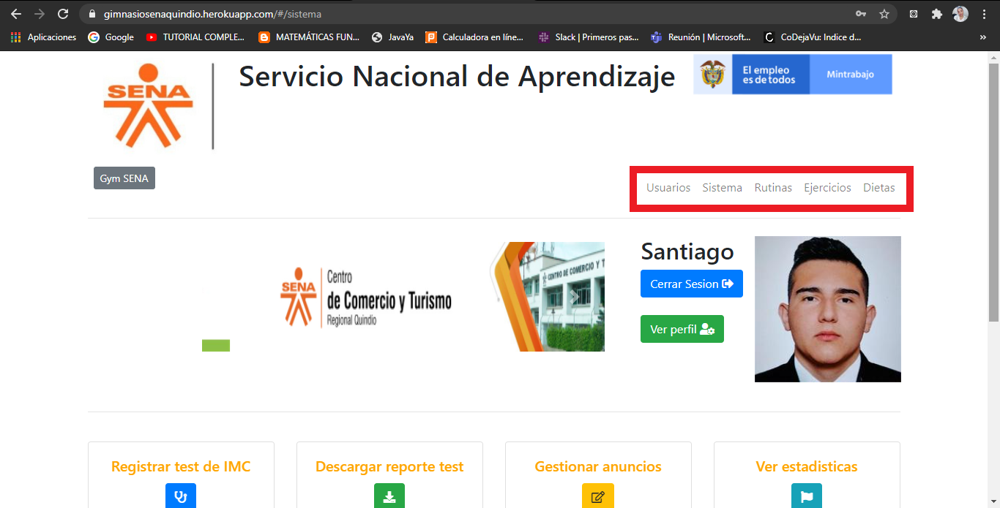 gimnasiosenaquindio.herokuapp.com/#/sistema
Aplicaciones Google TUTORIAL COMPLE... MATEMÁTICAS FUN... JavaYa Calculadora en líne... Slack | Primeros pas... Reunión | Microsoft... CoDejaVu: Indice d... »
SENA
Servicio Nacional de Aprendizaje
El empleo
es de todos
Mintrabajo
Gym SENA
Usuarios Sistema Rutinas Ejercicios Dietas
SENA
Centro
de Comercio y Turismo
Regional Quindio
CENTRO DE COMERCIO Y T
Santiago
Cerrar Sesion
Ver perfil
Registrar test de IMC
Descargar reporte test
Gestionar anuncios
Ver estadisticas